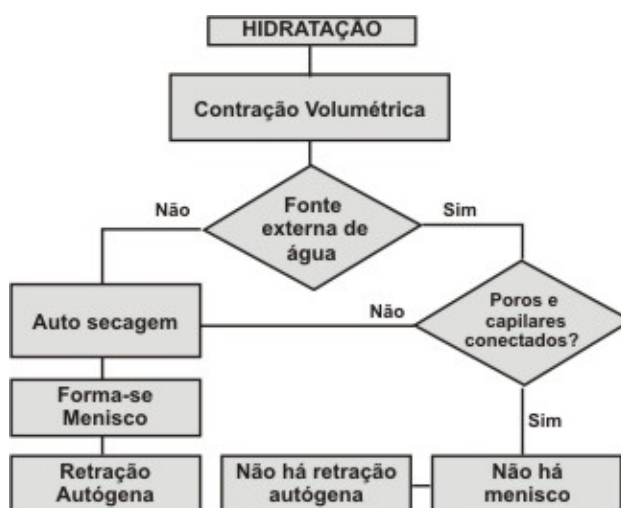 HIDRATAÇÃO
Contração Volumétrica
Não
Fonte
externa de
água
Sim
Auto secagem
Não
Poros e
capilares
conectados?
Forma-se
Menisco
Sim
Retração
Autógena
Não há retração
autógena
Não há
menisco